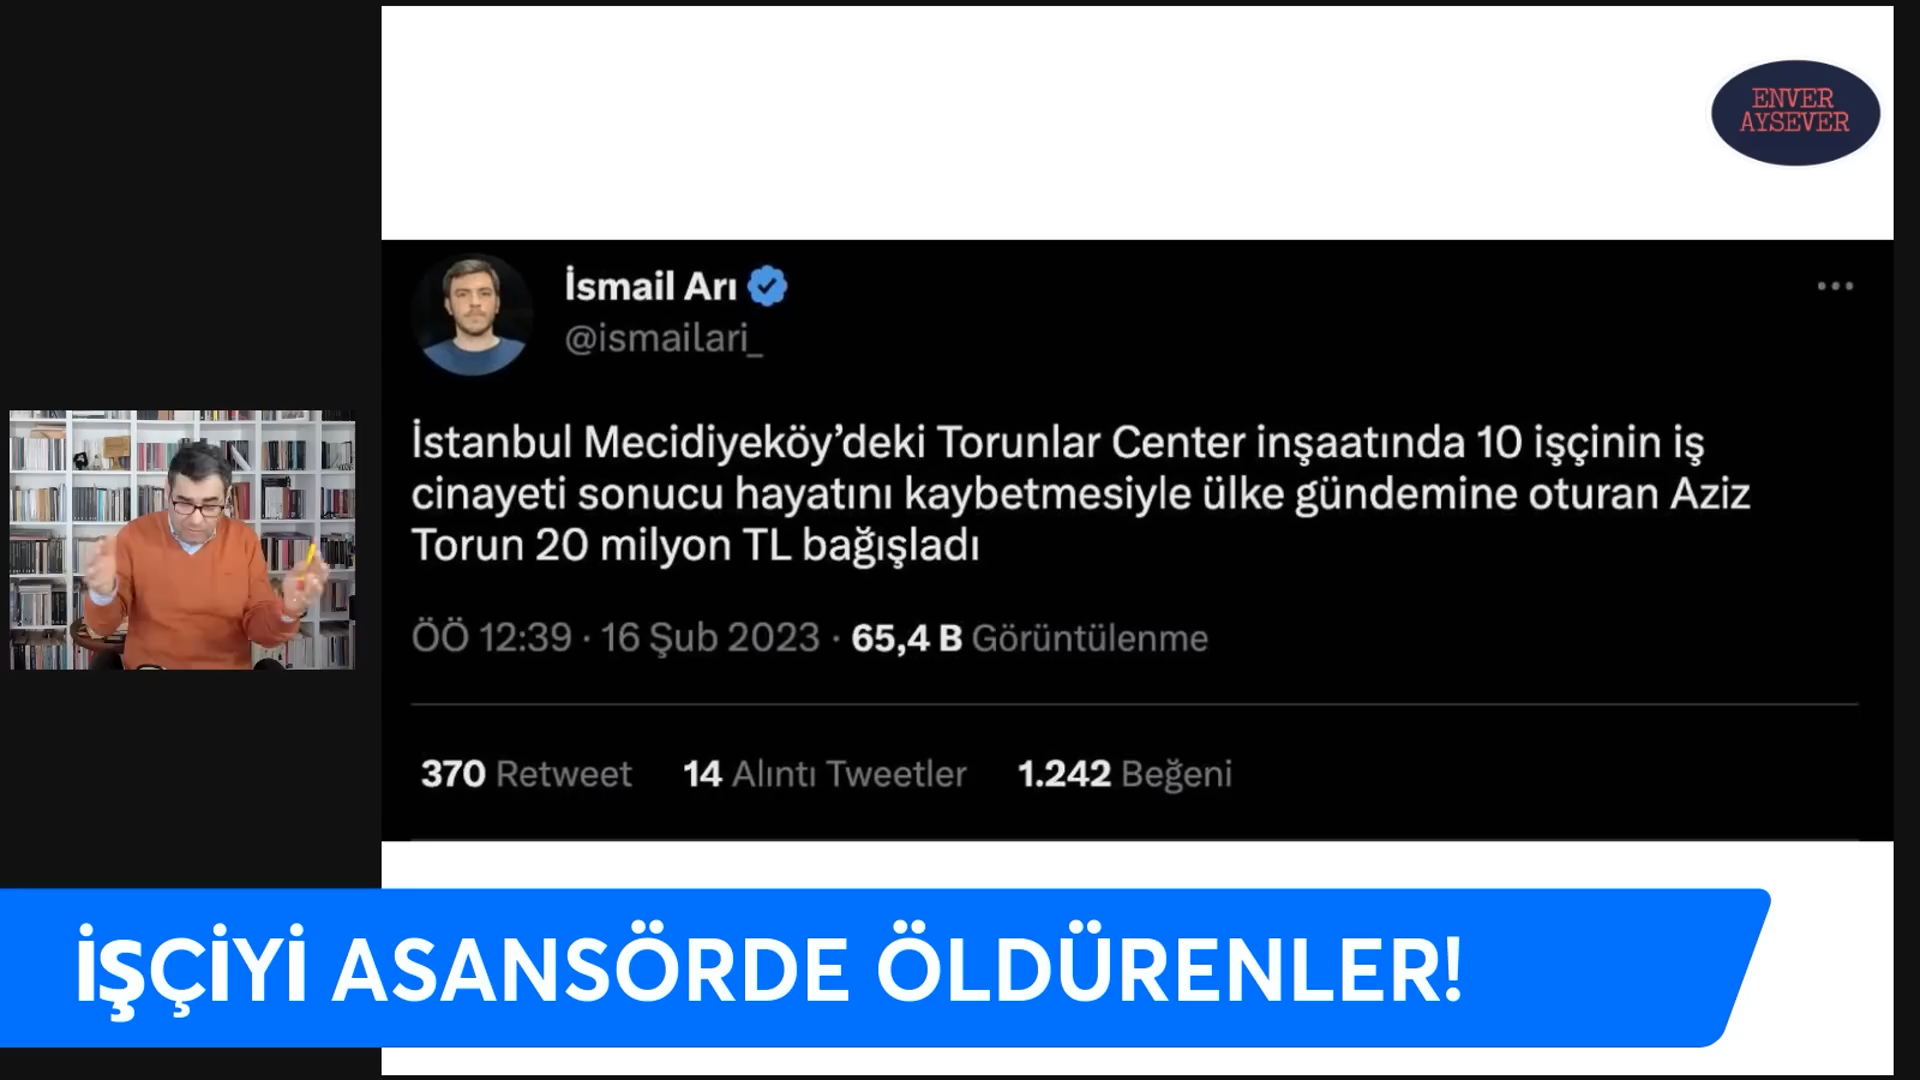 ENVER
AYSEVER
İsmail Arı
@ismailari_
İstanbul Mecidiyeköy’deki Torunlar Center inşaatında 10 işçinin iş
cinayeti sonucu hayatını kaybetmesiyle ülke gündemine oturan Aziz
Torun 20 milyon TL bağışladı
ÖÖ 12:39 · 16 Şub 2023 · 65,4 B Görüntülenme
370 Retweet 14 Alıntı Tweetler 1.242 Beğeni
İŞÇİYİ ASANSÖRDE ÖLDÜRENLER!